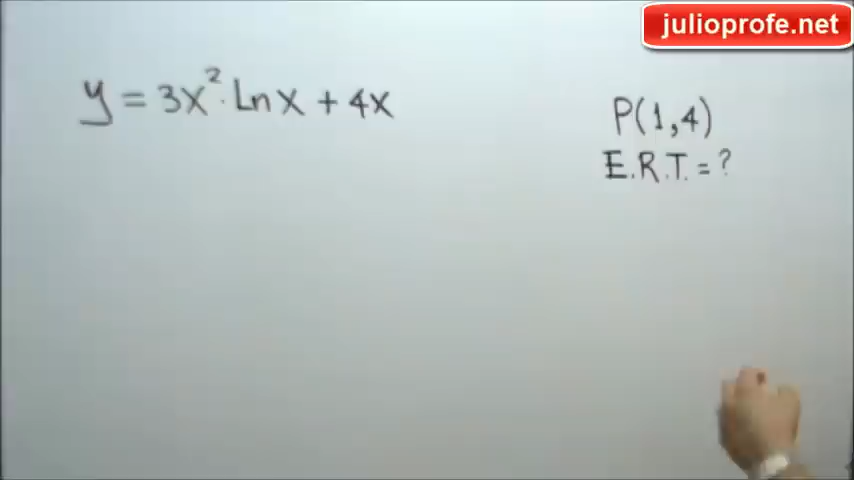 julioprofe.net
y = 3x²·Ln x + 4x
P(1,4)
E.R.T. = ?